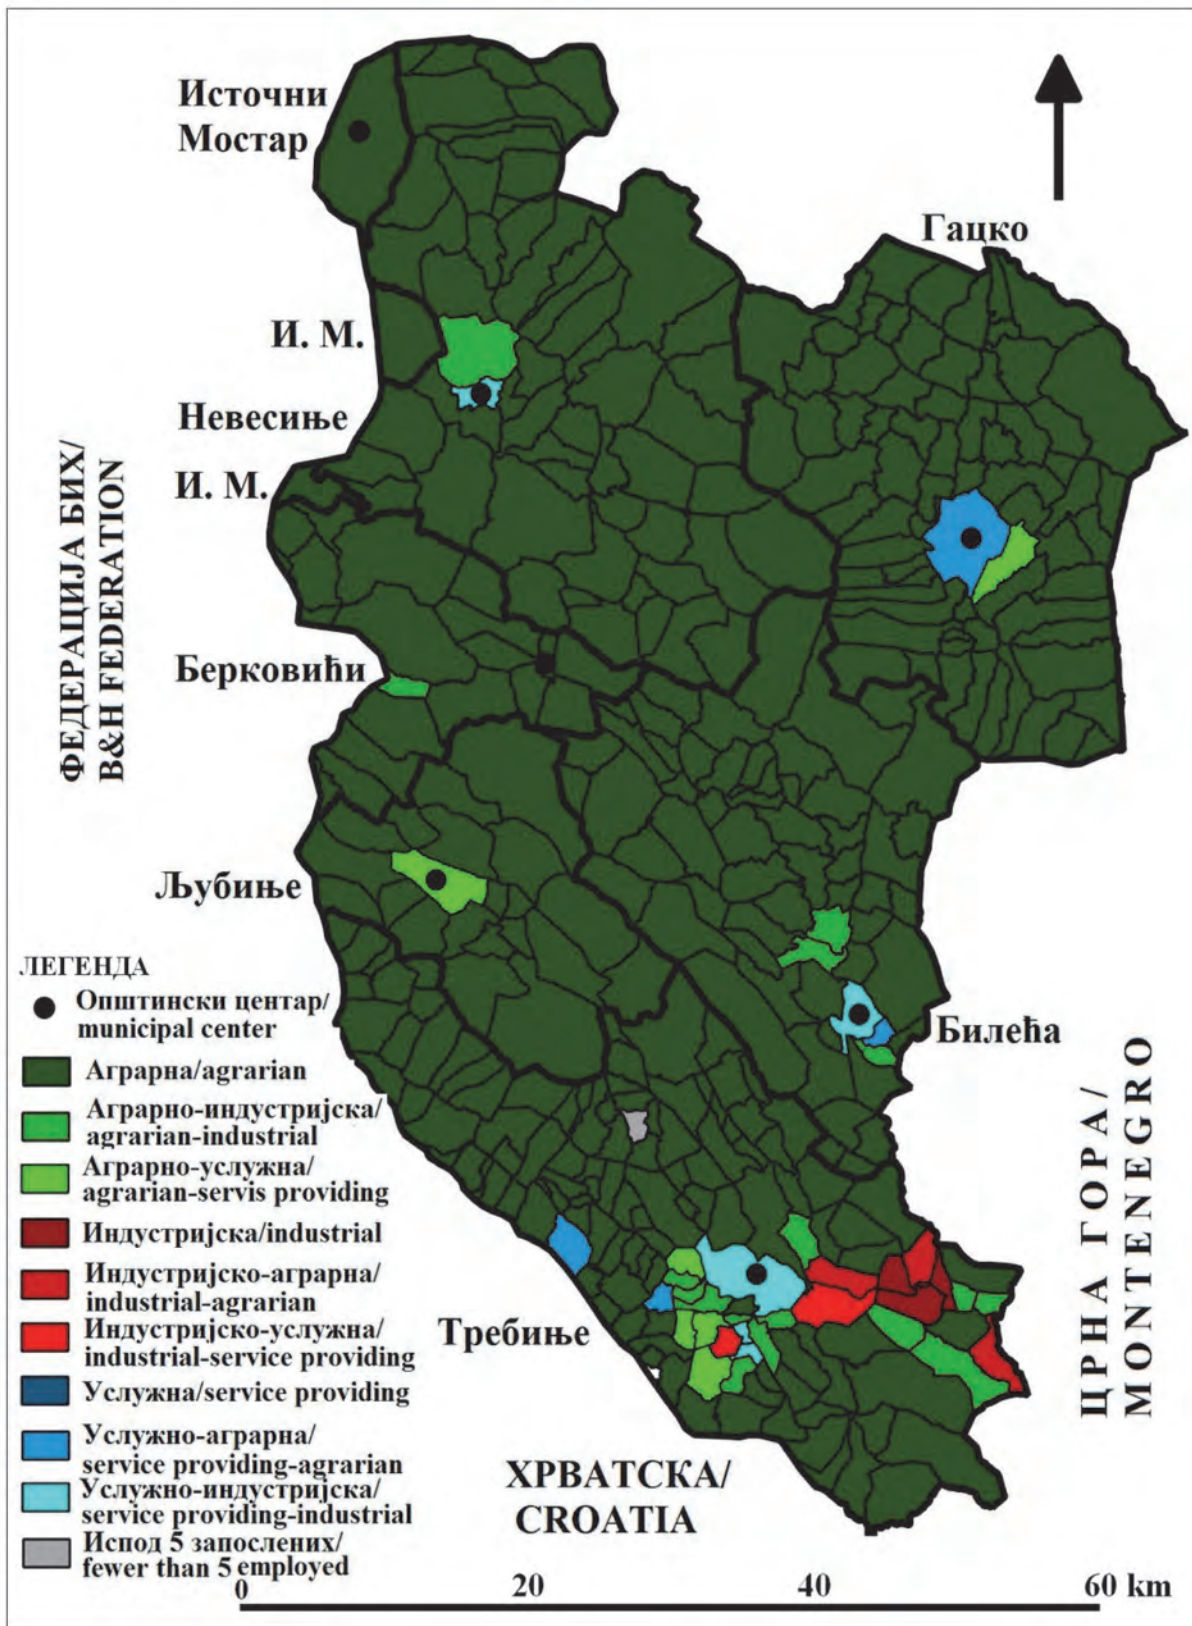 Источни
Мостар
Гацко
И. М.
Невесиње
И. М.
ФЕДЕРАЦИЈА БИХ/
B&H FEDERATION
Берковићи
Љубиње
Билећа
ЦРНА ГОРА/
MONTENEGRO
Требиње
ХРВАТСКА/
CROATIA
ЛЕГЕНДА
Општински центар/
municipal center
Аграрна/agrarian
Аграрно-индустријска/
agrarian-industrial
Аграрно-услужна/
agrarian-servis providing
Индустријска/industrial
Индустријско-аграрна/
industrial-agrarian
Индустријско-услужна/
industrial-service providing
Услужна/service providing
Услужно-аграрна/
service providing-agrarian
Услужно-индустријска/
service providing-industrial
Испод 5 запослених/
fewer than 5 employed
0 20 40 60 km